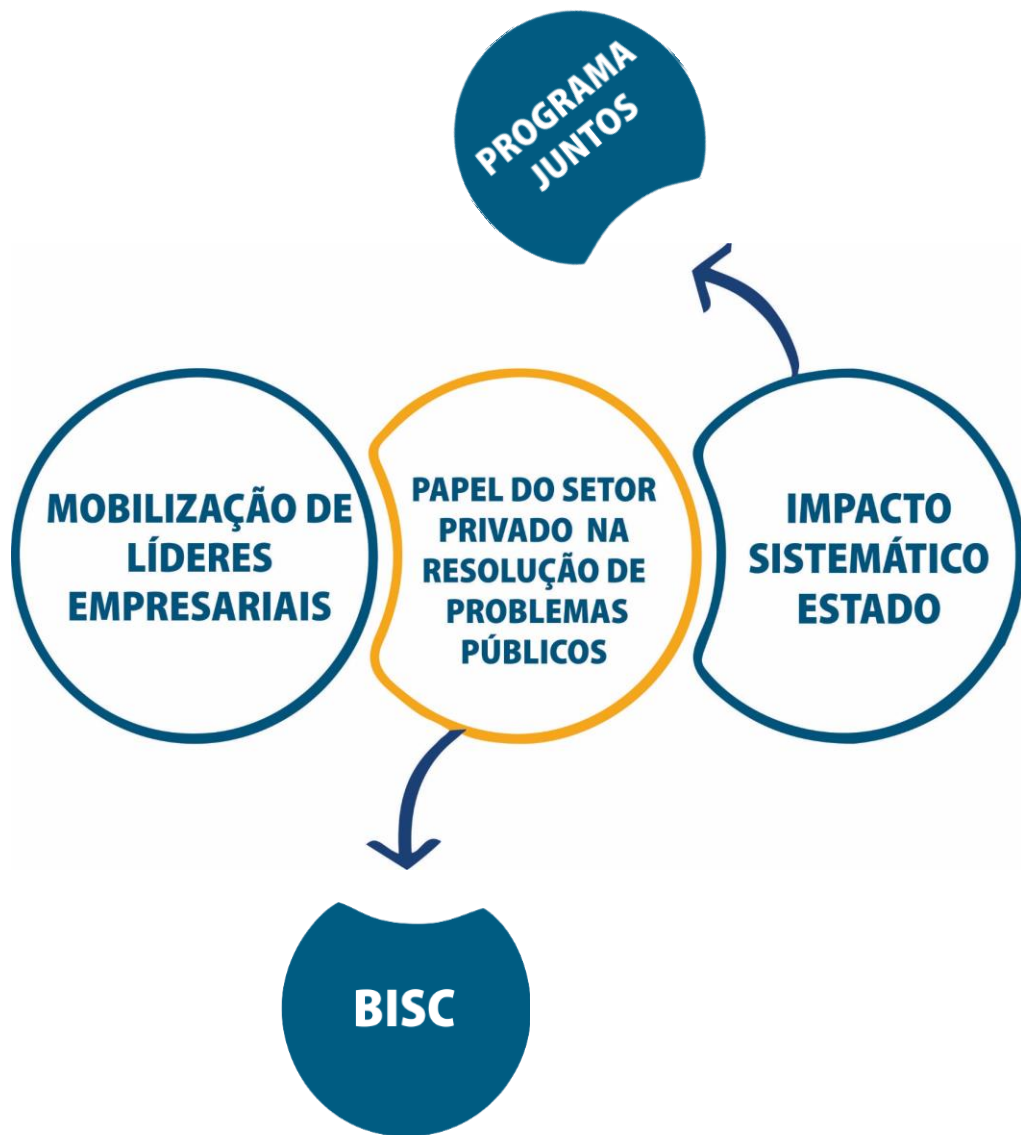 PROGRAMA
JUNTOS
MOBILIZAÇÃO DE
LÍDERES
EMPRESARIAIS
PAPEL DO SETOR
PRIVADO NA
RESOLUÇÃO DE
PROBLEMAS
PÚBLICOS
IMPACTO
SISTEMÁTICO
ESTADO
BISC